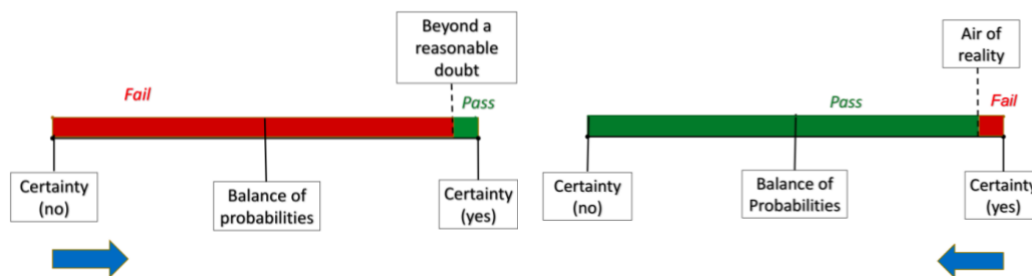 Beyond a
reasonable
doubt
Fail
Pass
Certainty
(no)
Balance of
probabilities
Certainty
(yes)
Air of
reality
Pass
Fail
Certainty
(no)
Balance of
Probabilities
Certainty
(yes)